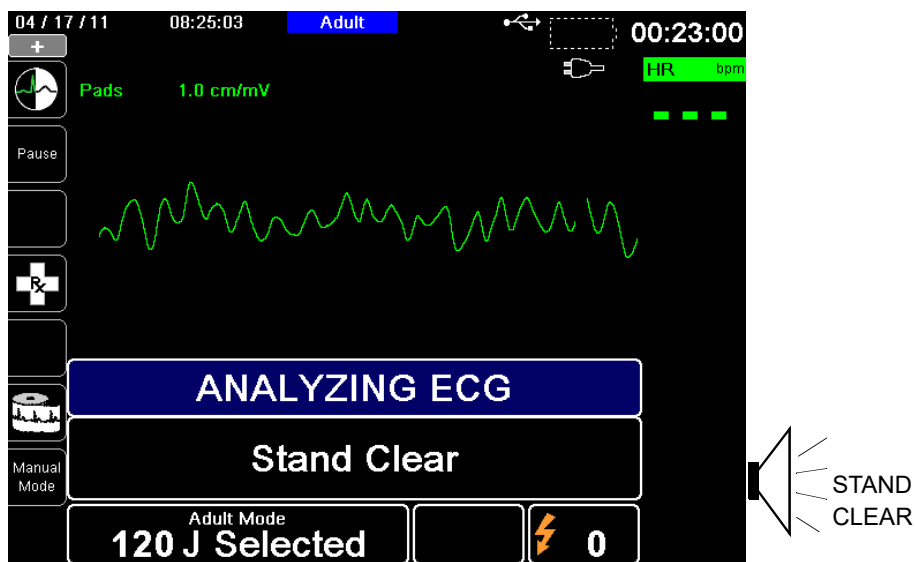 04 / 17 / 11 08:25:03 Adult 00:23:00
+
HR bpm
Pads 1.0 cm/mV
- - -
Pause
Rx
ANALYZING ECG
Stand Clear
Manual
Mode
STAND
CLEAR
Adult Mode
120 J Selected 0